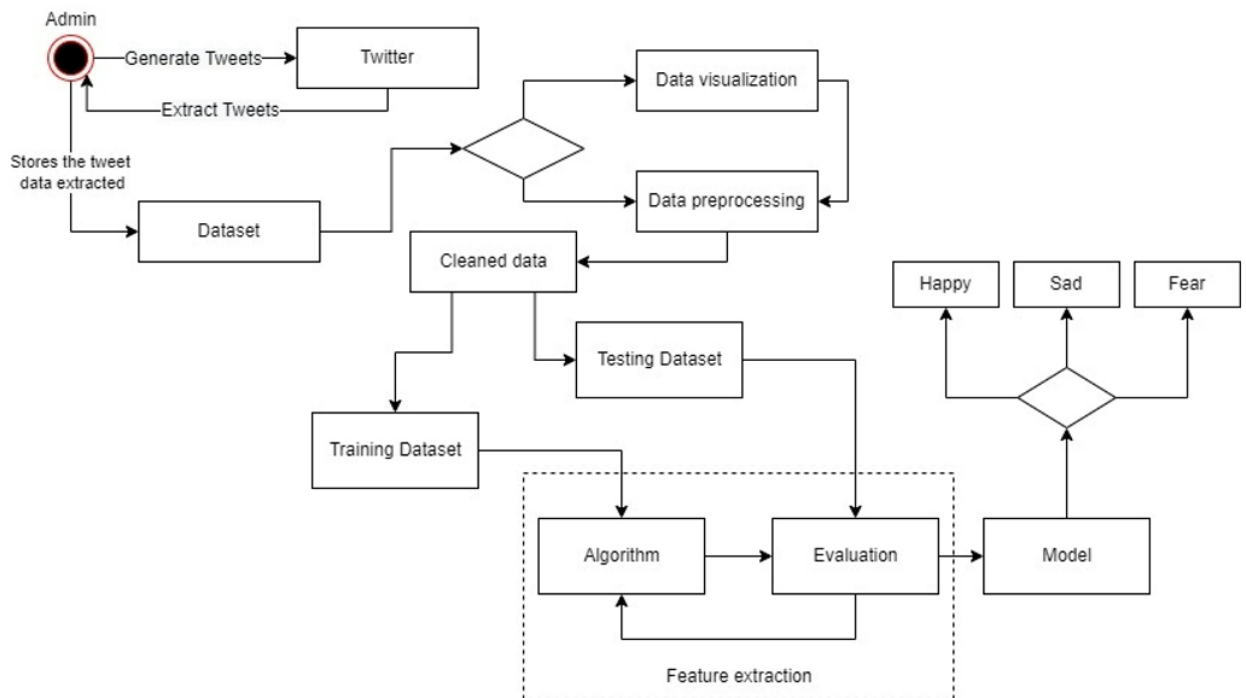 Admin
Generate Tweets
Twitter
Extract Tweets
Data visualization
Stores the tweet
data extracted
Data preprocessing
Dataset
Cleaned data
Happy
Sad
Fear
Testing Dataset
Training Dataset
Algorithm
Evaluation
Model
Feature extraction